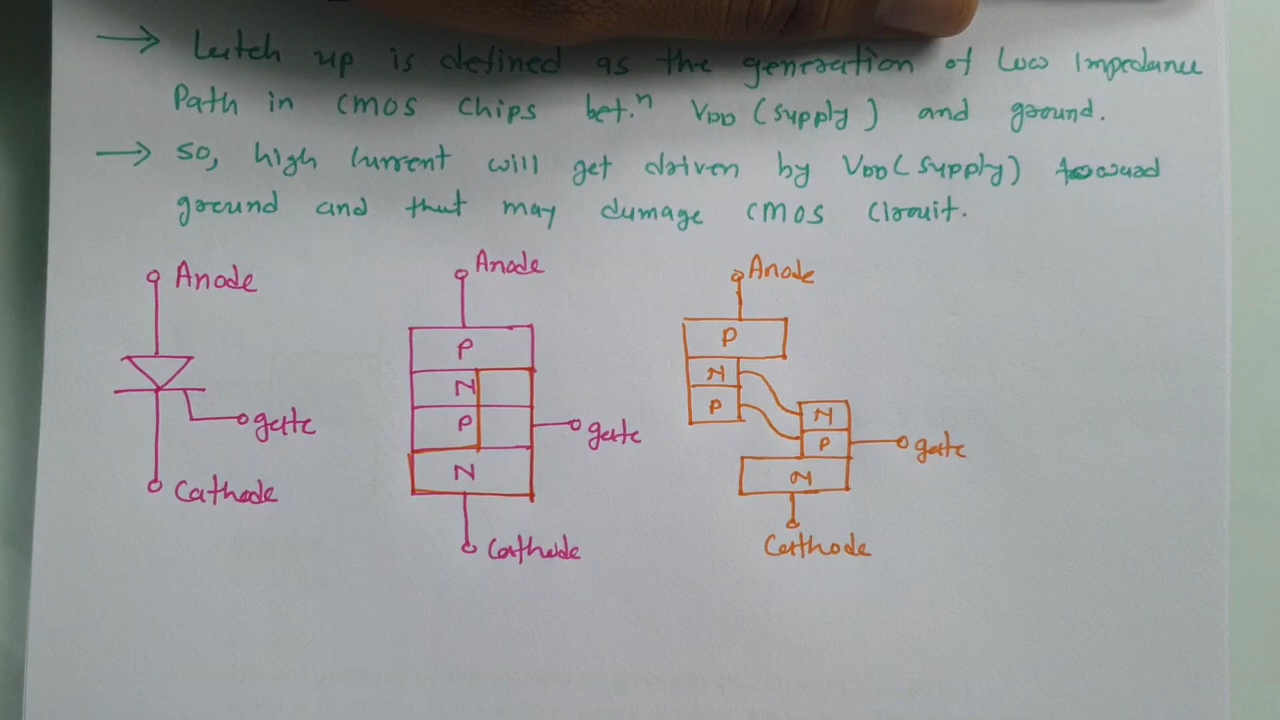 → Latch up is defined as the generation of Low Impedance
Path in CMOS chips bet.ⁿ VDD (supply) and ground.
→ so, high current will get driven by VDD (supply) toward
ground and that may damage CMOS circuit.
Anode
gate
Cathode
Anode
P
N
P
N
gate
Cathode
Anode
P
N
P
N
P
N
gate
Cathode